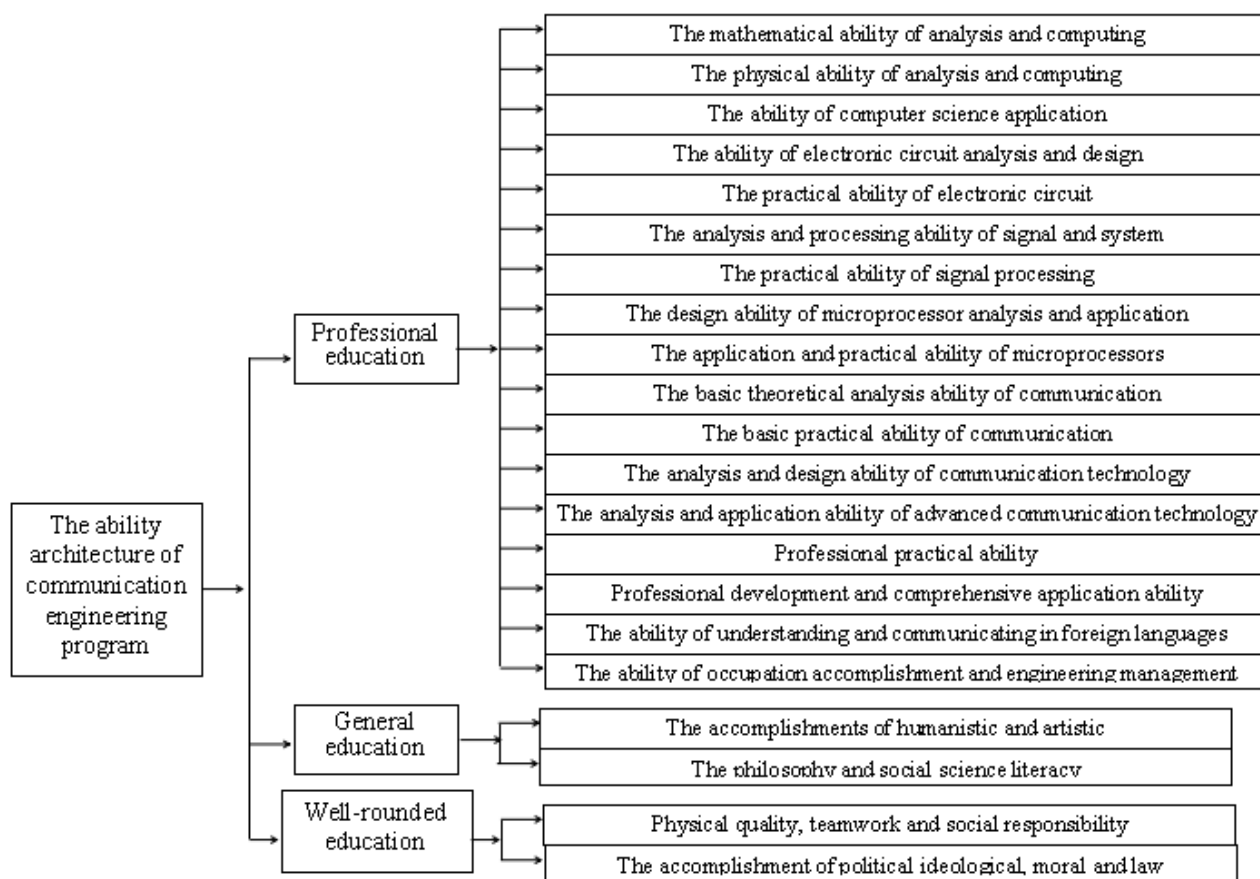 The mathematical ability of analysis and computing
The physical ability of analysis and computing
The ability of computer science application
The ability of electronic circuit analysis and design
The practical ability of electronic circuit
The analysis and processing ability of signal and system
The practical ability of signal processing
The design ability of microprocessor analysis and application
Professional
education
The application and practical ability of microprocessors
The basic theoretical analysis ability of communication
The basic practical ability of communication
The analysis and design ability of communication technology
The analysis and application ability of advanced communication technology
The ability
architecture of
communication
engineering
program
Professional practical ability
Professional development and comprehensive application ability
The ability of understanding and communicating in foreign languages
The ability of occupation accomplishment and engineering management
General
education
The accomplishments of humanistic and artistic
The philosophy and social science literacy
Well-rounded
education
Physical quality, teamwork and social responsibility
The accomplishment of political ideological, moral and law